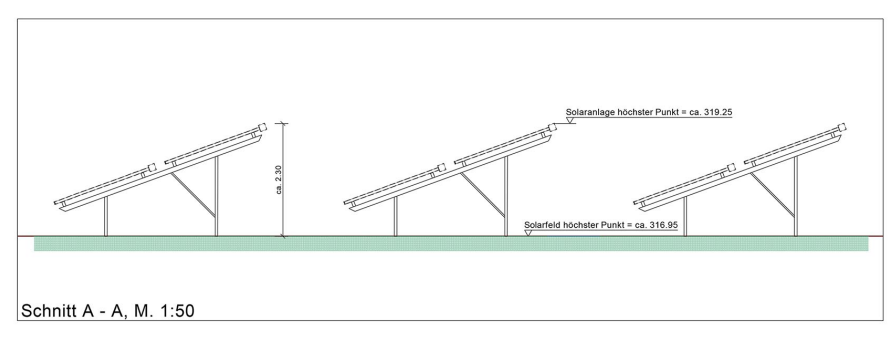 Solaranlage höchster Punkt = ca. 319.25
ca. 2.30
Solarfeld höchster Punkt = ca. 316.95
Schnitt A - A, M. 1:50